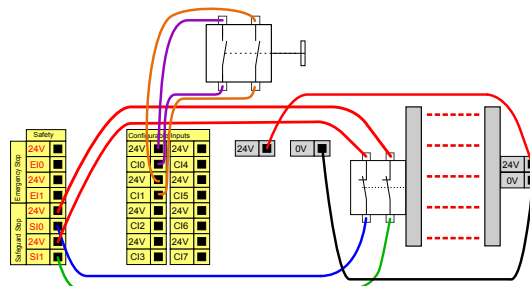 Safety
Emergency Stop
24V
EI0
24V
EI1
Safeguard Stop
24V
SI0
24V
SI1
Configurable Inputs
24V 24V
CI0 CI4
24V 24V
CI1 CI5
24V 24V
CI2 CI6
24V 24V
CI3 CI7
24V
0V
24V
0V